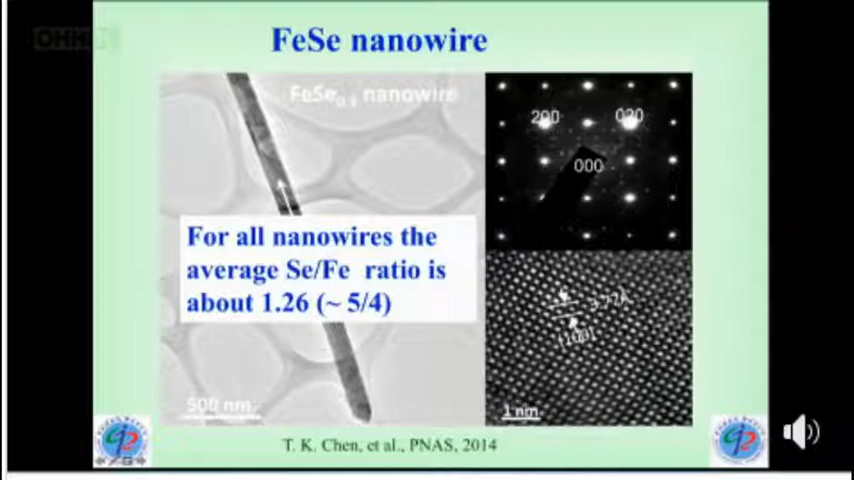 FeSe nanowire
nanowire
200
020
000
For all nanowires the
average Se/Fe ratio is
about 1.26 (~ 5/4)
3.77Å
[100]
500 nm
1 nm
T. K. Chen, et al., PNAS, 2014